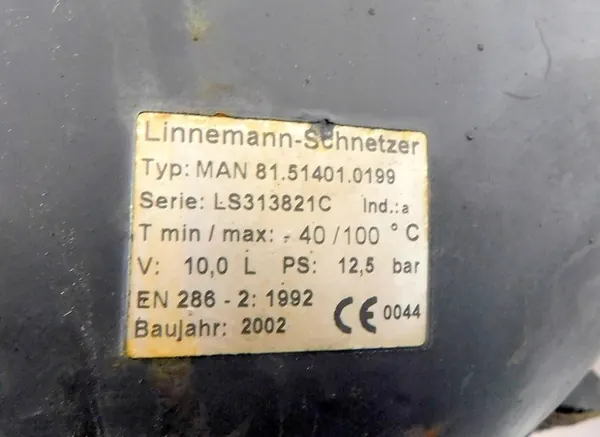 Linnemann-Schnetzer
Typ: MAN 81.51401.0199
Serie: LS313821C Ind.: a
T min / max: - 40 /100 ° C
V: 10,0 L PS: 12,5 bar
EN 286 - 2: 1992
Baujahr: 2002 CE 0044